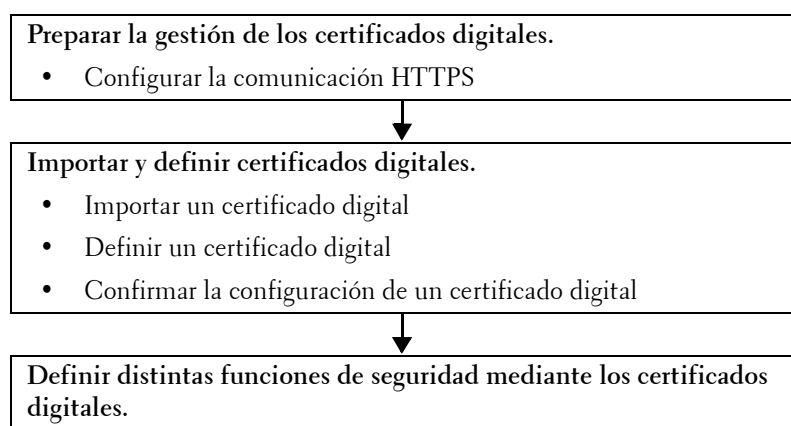 Preparar la gestión de los certificados digitales.
• Configurar la comunicación HTTPS
Importar y definir certificados digitales.
• Importar un certificado digital
• Definir un certificado digital
• Confirmar la configuración de un certificado digital
Definir distintas funciones de seguridad mediante los certificados
digitales.